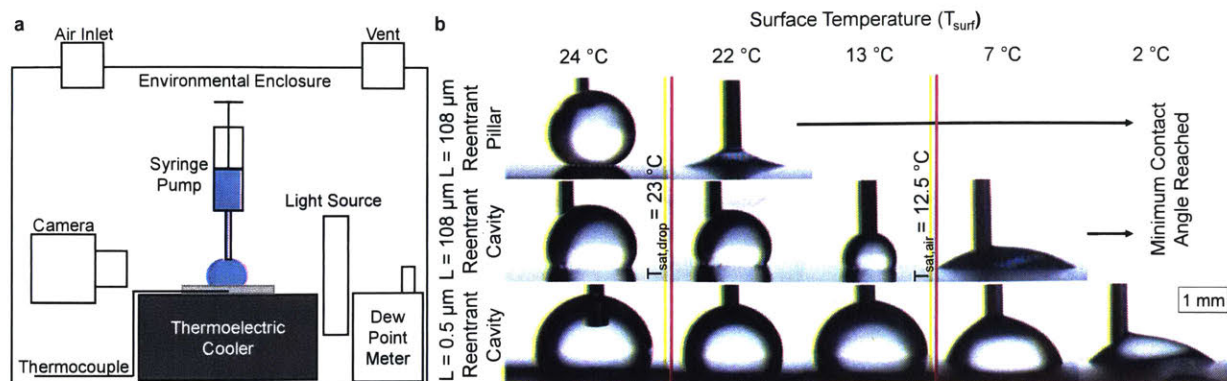 a
Air Inlet
Vent
Environmental Enclosure
Syringe
Pump
Light Source
Camera
Thermoelectric
Cooler
Dew
Point
Meter
Thermocouple
b
Surface Temperature (Tsurf)
24 °C
22 °C
13 °C
7 °C
2 °C
L = 108 µm
Reentrant
Pillar
L = 108 µm
Reentrant
Cavity
L = 0.5 µm
Reentrant
Cavity
Tsat,drop = 23 °C
Tsat,air = 12.5 °C
Minimum Contact
Angle Reached
1 mm